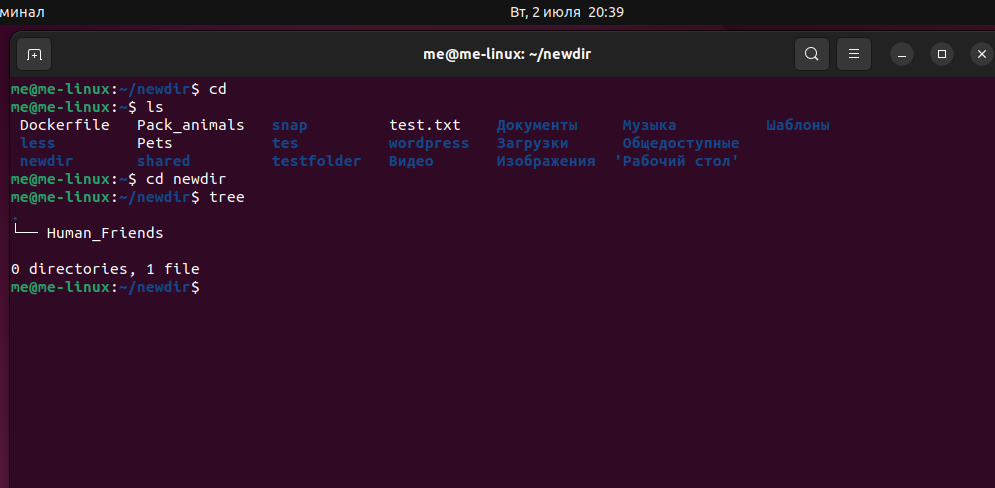 минал Вт, 2 июля 20:39
me@me-linux: ~/newdir
me@me-linux:~/newdir$ cd
me@me-linux:~$ ls
Dockerfile Pack_animals snap test.txt Документы Музыка Шаблоны
less Pets tes wordpress Загрузки Общедоступные
newdir shared testfolder Видео Изображения 'Рабочий стол'
me@me-linux:~$ cd newdir
me@me-linux:~/newdir$ tree
.
└── Human_Friends
0 directories, 1 file
me@me-linux:~/newdir$